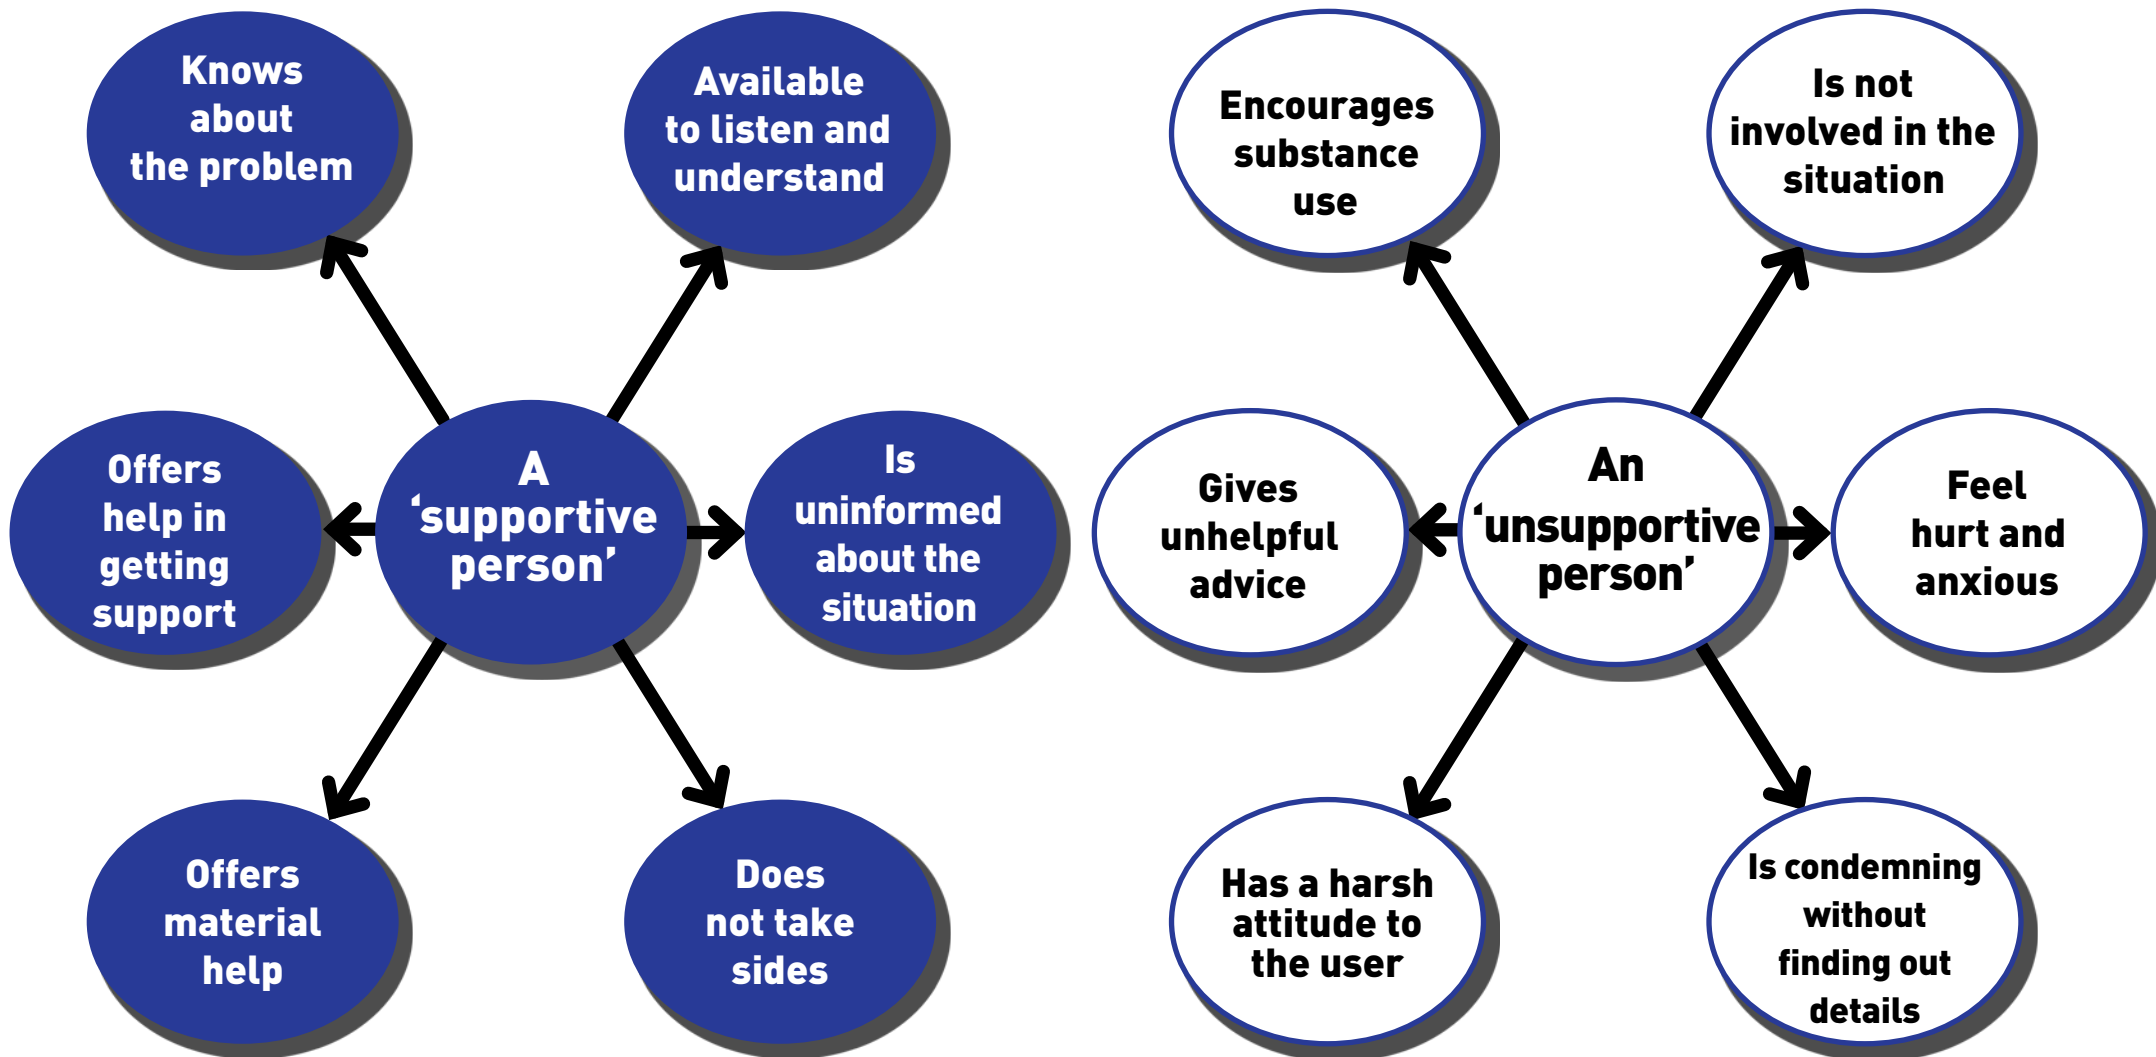 Knows
about
the problem
Available
to listen and
understand
Offers
help in
getting
support
A
‘supportive
person’
Is
uninformed
about the
situation
Offers
material
help
Does
not take
sides
Encourages
substance
use
Is not
involved in the
situation
Gives
unhelpful
advice
An
‘unsupportive
person’
Feel
hurt and
anxious
Has a harsh
attitude to
the user
Is condemning
without
finding out
details